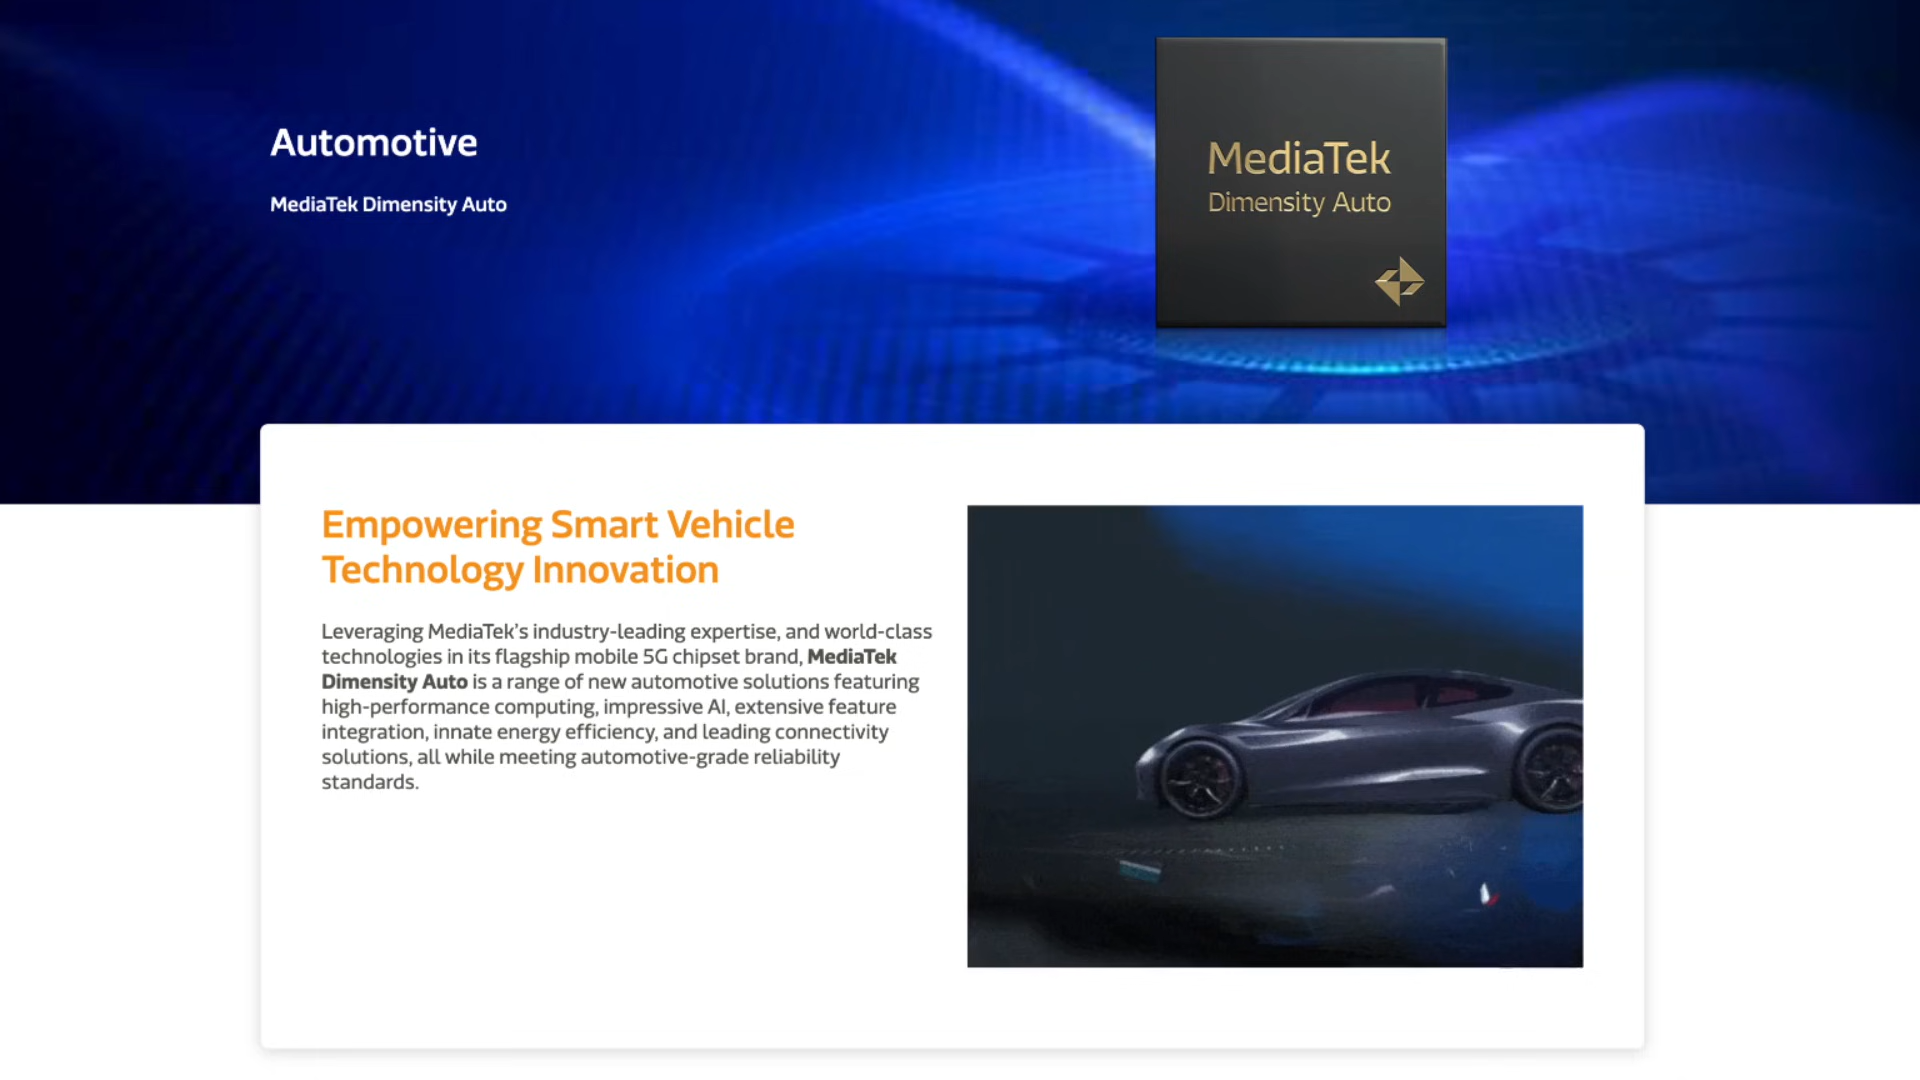 Automotive
MediaTek Dimensity Auto
MediaTek
Dimensity Auto
Empowering Smart Vehicle
Technology Innovation
Leveraging MediaTek’s industry-leading expertise, and world-class
technologies in its flagship mobile 5G chipset brand, MediaTek
Dimensity Auto is a range of new automotive solutions featuring
high-performance computing, impressive AI, extensive feature
integration, innate energy efficiency, and leading connectivity
solutions, all while meeting automotive-grade reliability
standards.